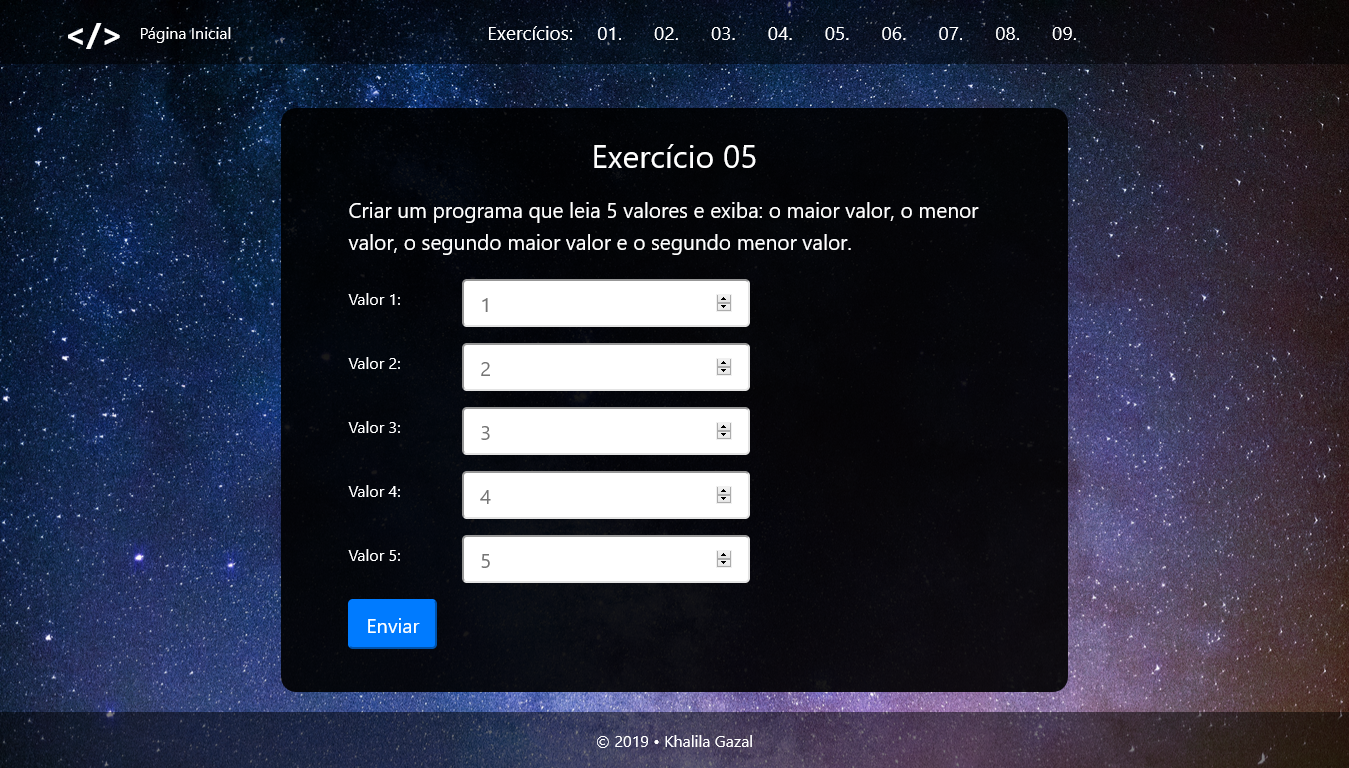 </> Página Inicial Exercícios: 01. 02. 03. 04. 05. 06. 07. 08. 09.
Exercício 05
Criar um programa que leia 5 valores e exiba: o maior valor, o menor
valor, o segundo maior valor e o segundo menor valor.
Valor 1: 1
Valor 2: 2
Valor 3: 3
Valor 4: 4
Valor 5: 5
Enviar
© 2019 • Khalila Gazal